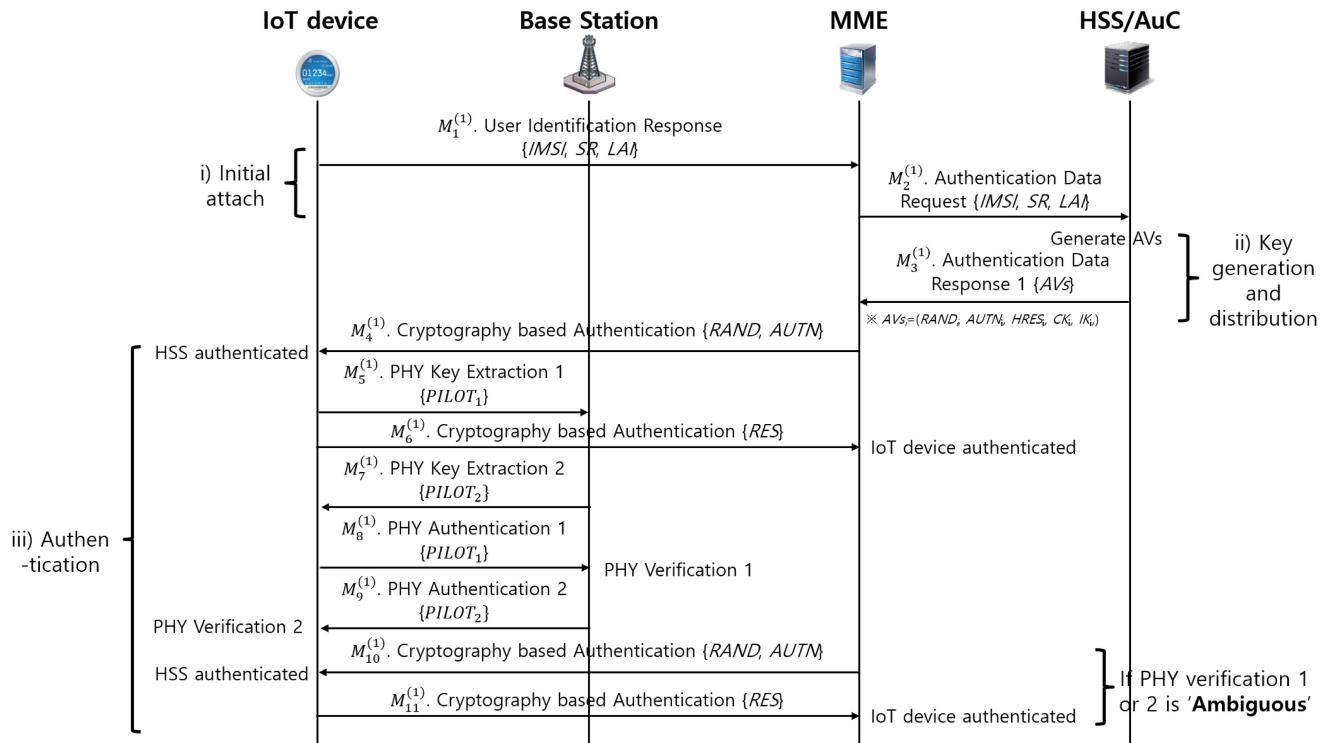 IoT device
Base Station
MME
HSS/AuC
01234
M₁⁽¹⁾. User Identification Response
{IMSI, SR, LAI}
i) Initial
attach
M₂⁽¹⁾. Authentication Data
Request {IMSI, SR, LAI}
Generate AVs
ii) Key
generation
and
distribution
M₃⁽¹⁾. Authentication Data
Response 1 {AVs}
※ AVsᵢ=(RANDᵢ, AUTNᵢ, HRESᵢ, CKᵢ, IKᵢ)
M₄⁽¹⁾. Cryptography based Authentication {RAND, AUTN}
HSS authenticated
M₅⁽¹⁾. PHY Key Extraction 1
{PILOT₁}
M₆⁽¹⁾. Cryptography based Authentication {RES}
IoT device authenticated
M₇⁽¹⁾. PHY Key Extraction 2
{PILOT₂}
M₈⁽¹⁾. PHY Authentication 1
{PILOT₁}
PHY Verification 1
iii) Authen
-tication
M₉⁽¹⁾. PHY Authentication 2
{PILOT₂}
PHY Verification 2
M₁₀⁽¹⁾. Cryptography based Authentication {RAND, AUTN}
HSS authenticated
If PHY verification 1
or 2 is ‘Ambiguous’
M₁₁⁽¹⁾. Cryptography based Authentication {RES}
IoT device authenticated